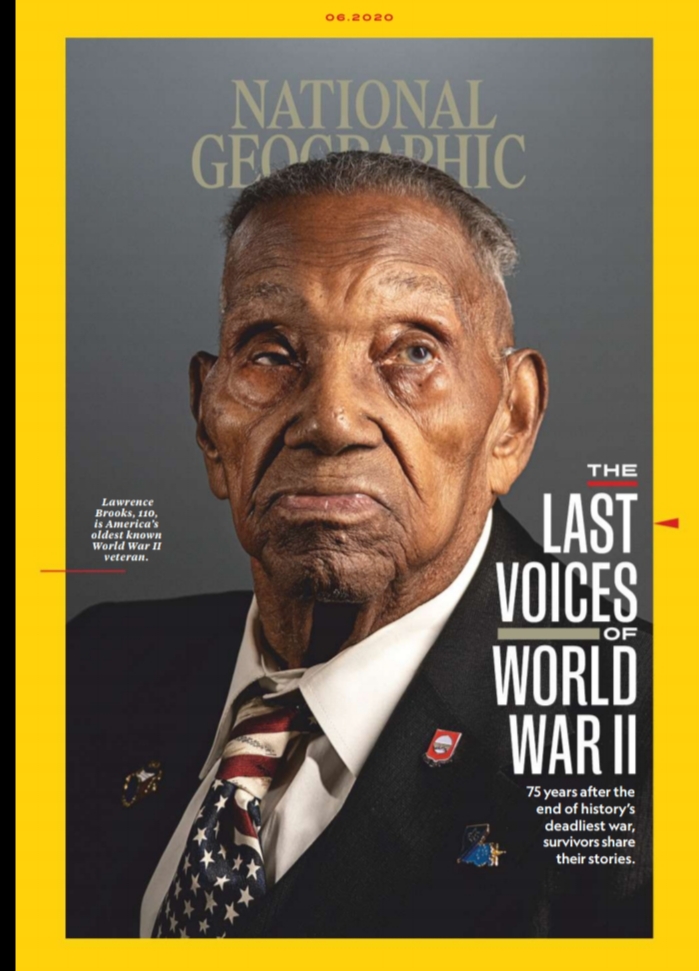 06.2020
NATIONAL
GEOGRAPHIC
Lawrence
Brooks, 110,
is America's
oldest known
World War II
veteran.
THE
LAST
VOICES
OF
WORLD
WAR II
75 years after the
end of history's
deadliest war,
survivors share
their stories.